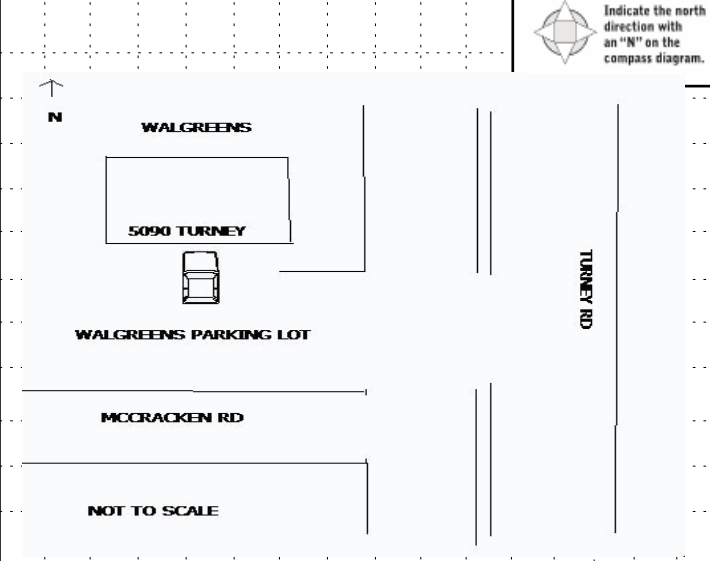 Indicate the north
direction with
an "N" on the
compass diagram.
N
WALGREENS
5090 TURNEY
TURNEY RD
WALGREENS PARKING LOT
MCCRACKEN RD
NOT TO SCALE